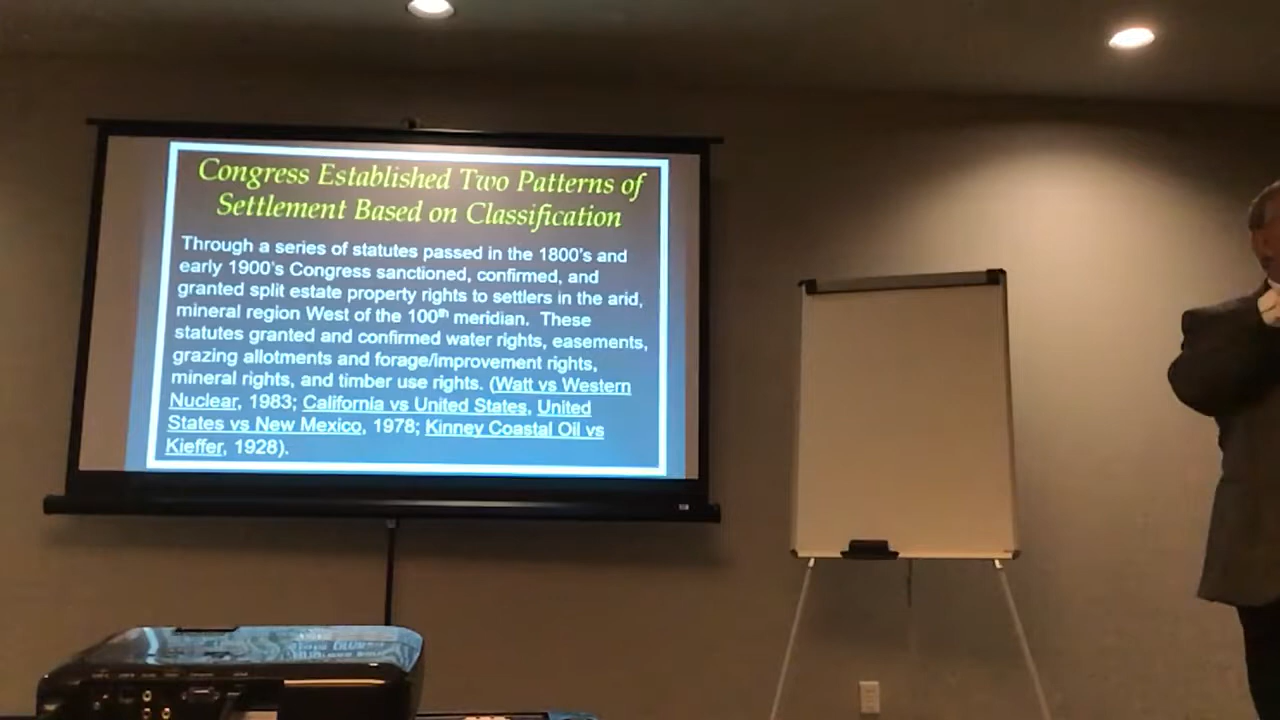 Congress Established Two Patterns of
Settlement Based on Classification
Through a series of statutes passed in the 1800's and
early 1900's Congress sanctioned, confirmed, and
granted split estate property rights to settlers in the arid,
mineral region West of the 100th meridian. These
statutes granted and confirmed water rights, easements,
grazing allotments and forage/improvement rights,
mineral rights, and timber use rights. (Watt vs Western
Nuclear, 1983; California vs United States, United
States vs New Mexico, 1978; Kinney Coastal Oil vs
Kieffer, 1928).